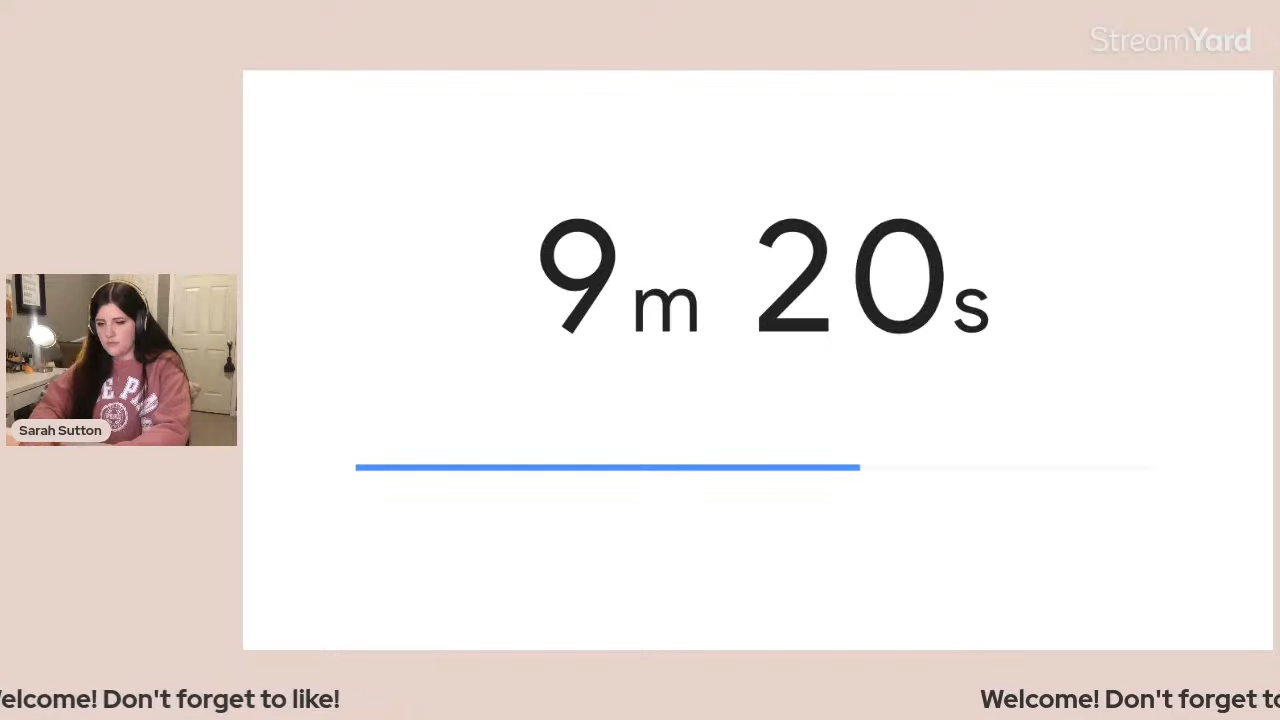 StreamYard
9m 20s
E P
Sarah Sutton
elcome! Don't forget to like!
Welcome! Don't forget to